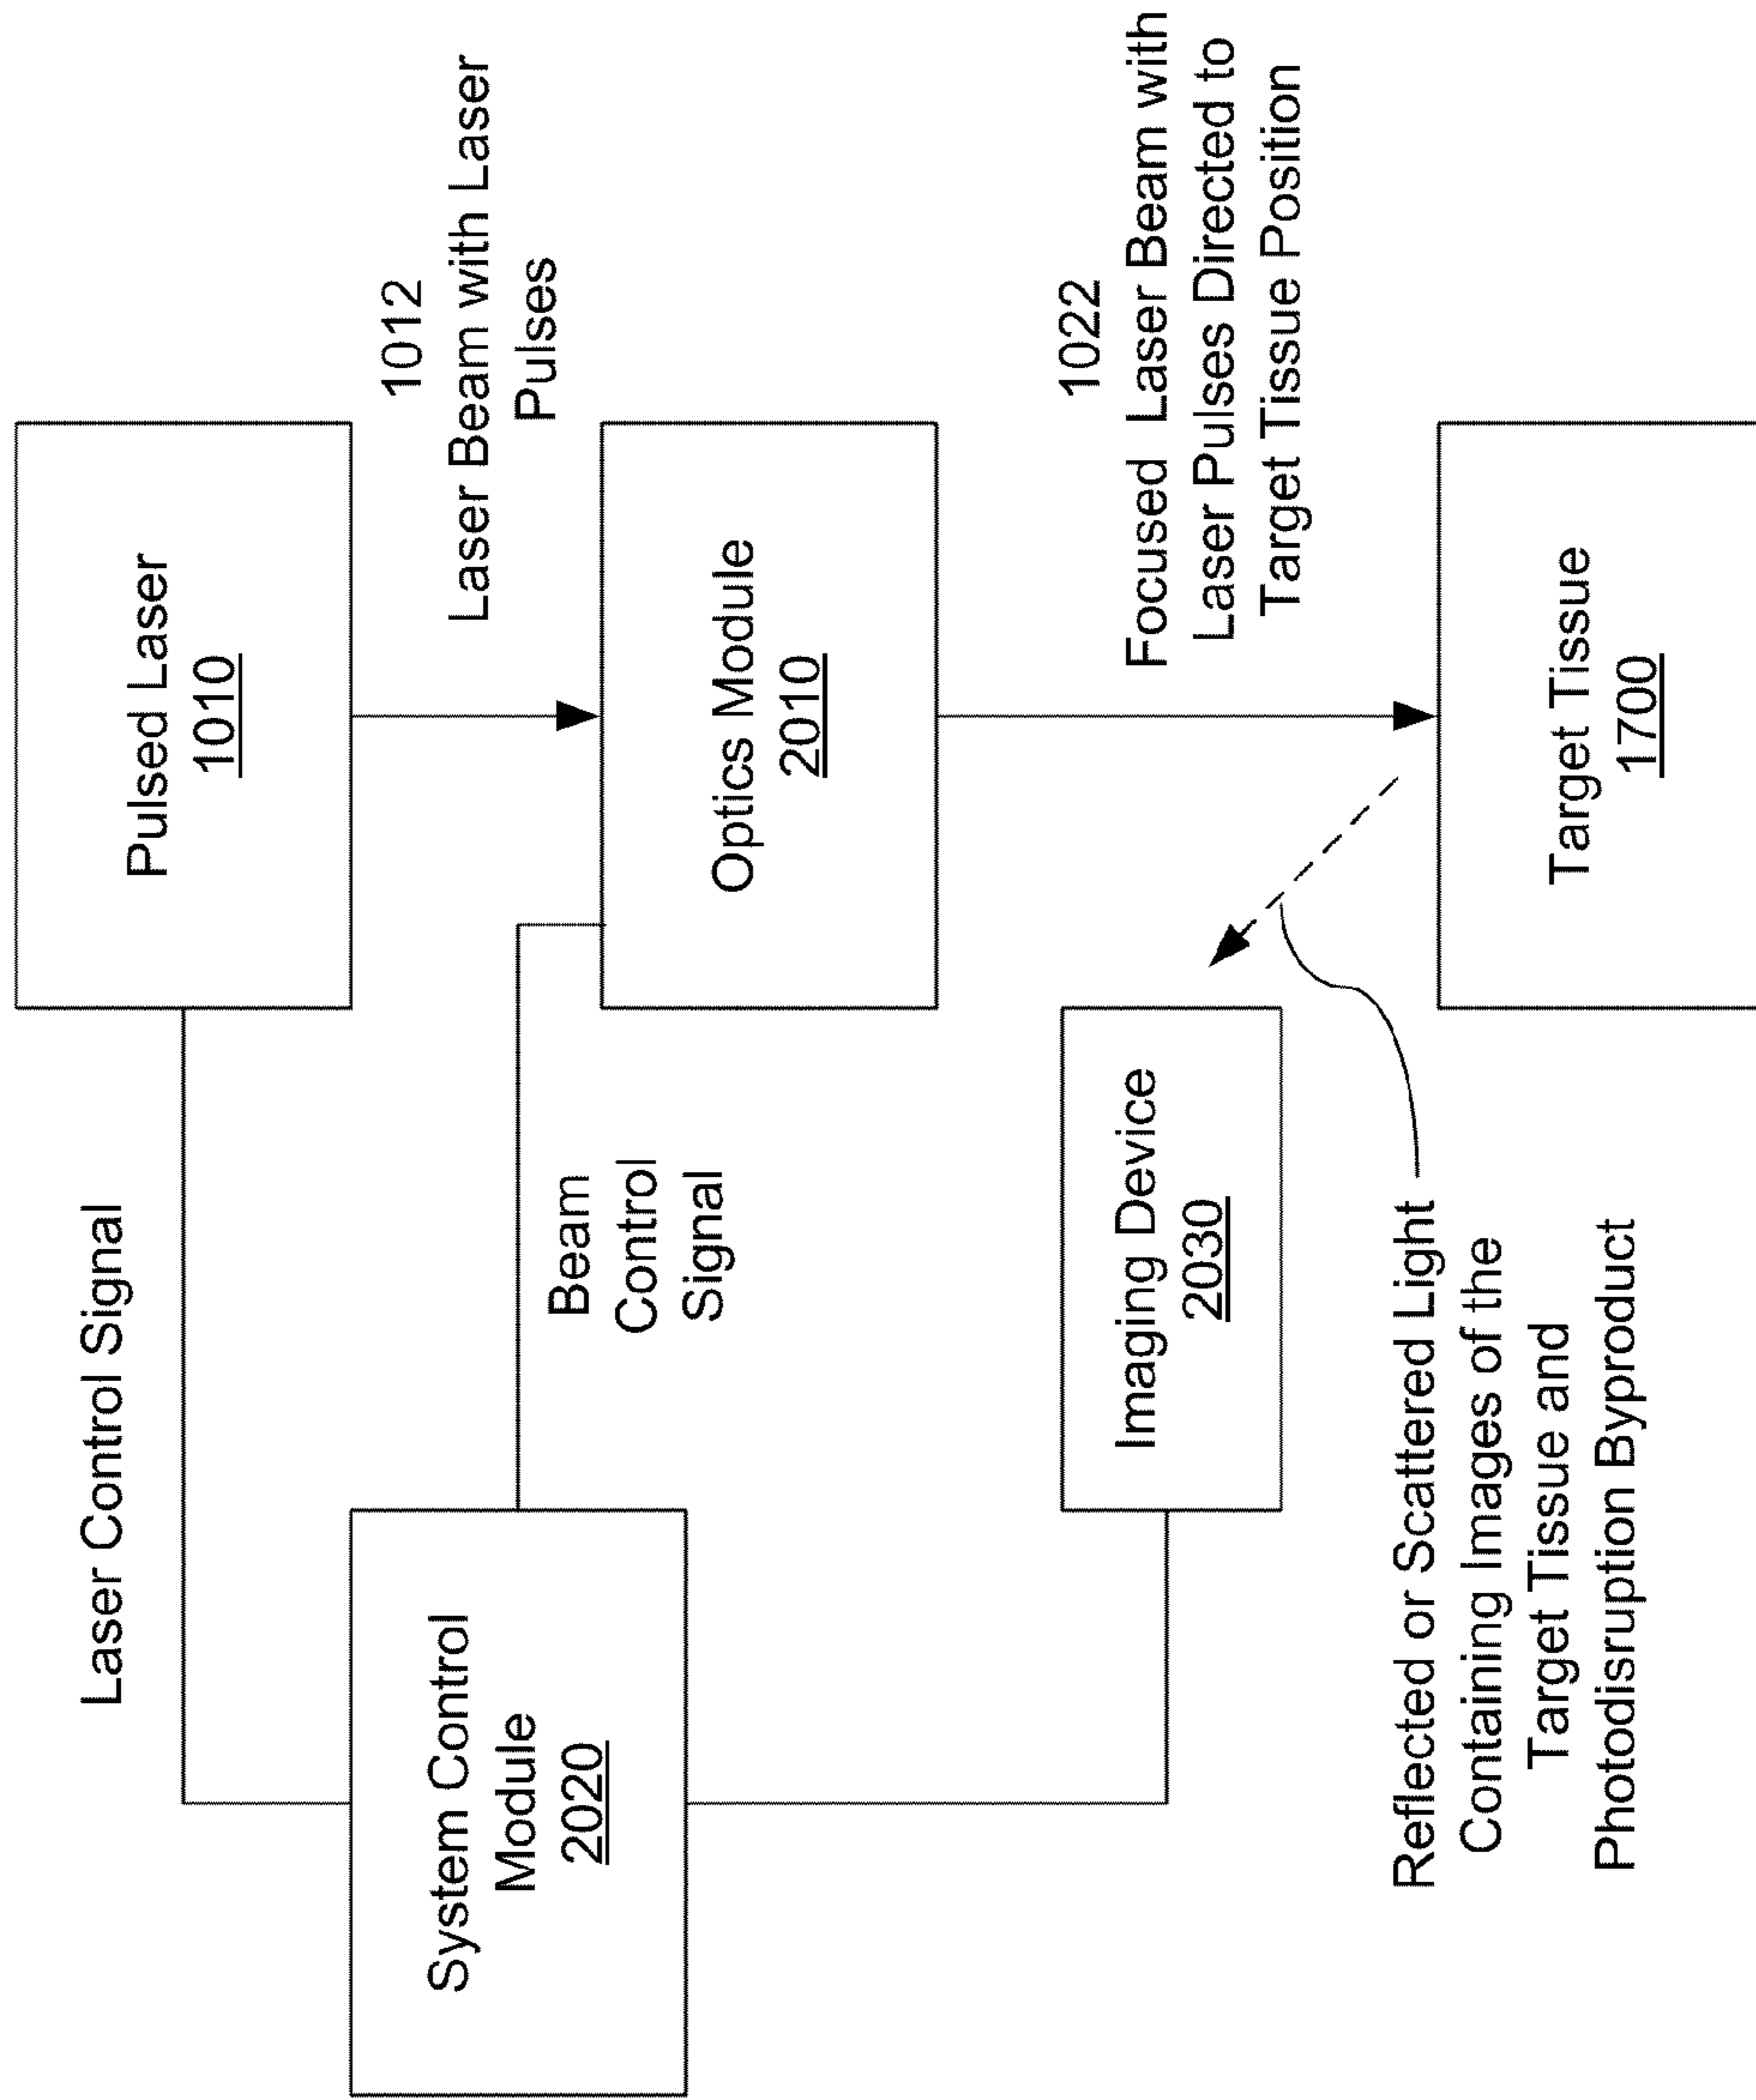 Laser Control Signal
Pulsed Laser
1010
1012
Laser Beam with Laser
Pulses
System Control
Module
2020
Beam
Control
Signal
Optics Module
2010
1022
Focused Laser Beam with
Laser Pulses Directed to
Target Tissue Position
Imaging Device
2030
Reflected or Scattered Light
Containing Images of the
Target Tissue and
Photodisruption Byproduct
Target Tissue
1700